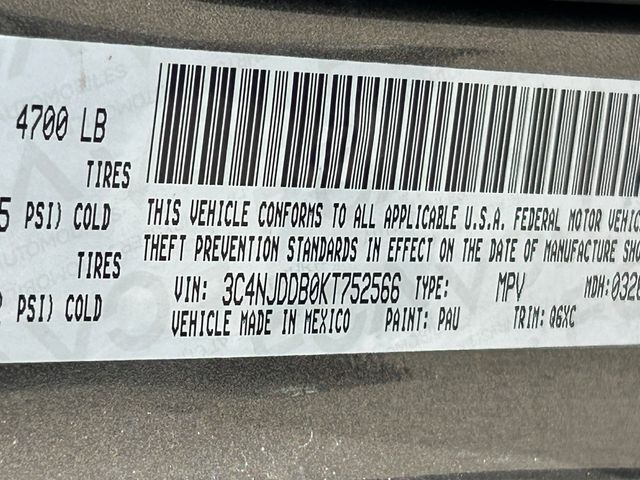 4700 LB
TIRES
5 PSI) COLD
TIRES
PSI) COLD
THIS VEHICLE CONFORMS TO ALL APPLICABLE U.S.A. FEDERAL MOTOR VEHIC
THEFT PREVENTION STANDARDS IN EFFECT ON THE DATE OF MANUFACTURE SHO
VIN: 3C4NJDDB0KT752566 TYPE: MPV MDH: 032
VEHICLE MADE IN MEXICO PAINT: PAU TRIM: Q6XC